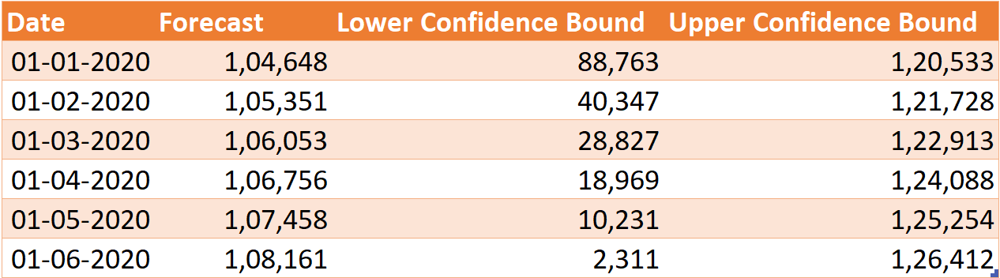 Date Forecast Lower Confidence Bound Upper Confidence Bound
01-01-2020 1,04,648 88,763 1,20,533
01-02-2020 1,05,351 40,347 1,21,728
01-03-2020 1,06,053 28,827 1,22,913
01-04-2020 1,06,756 18,969 1,24,088
01-05-2020 1,07,458 10,231 1,25,254
01-06-2020 1,08,161 2,311 1,26,412